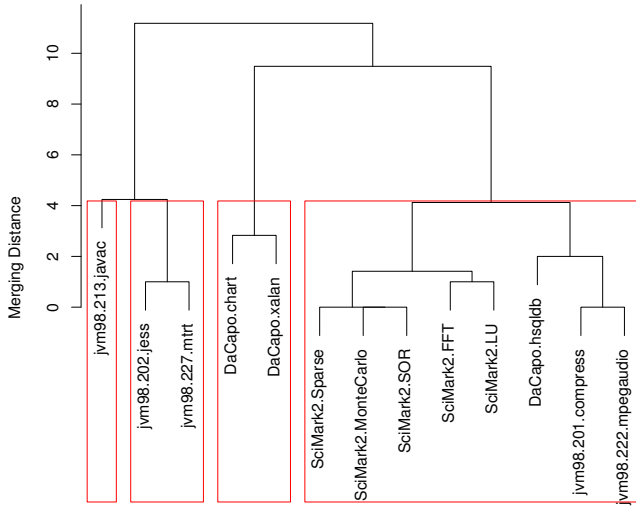 Merging Distance
10
8
6
4
2
0
jvm98.213.javac
jvm98.202.jess
jvm98.227.mtrt
DaCapo.chart
DaCapo.xalan
SciMark2.Sparse
SciMark2.MonteCarlo
SciMark2.SOR
SciMark2.FFT
SciMark2.LU
DaCapo.hsqldb
jvm98.201.compress
jvm98.222.mpegaudio